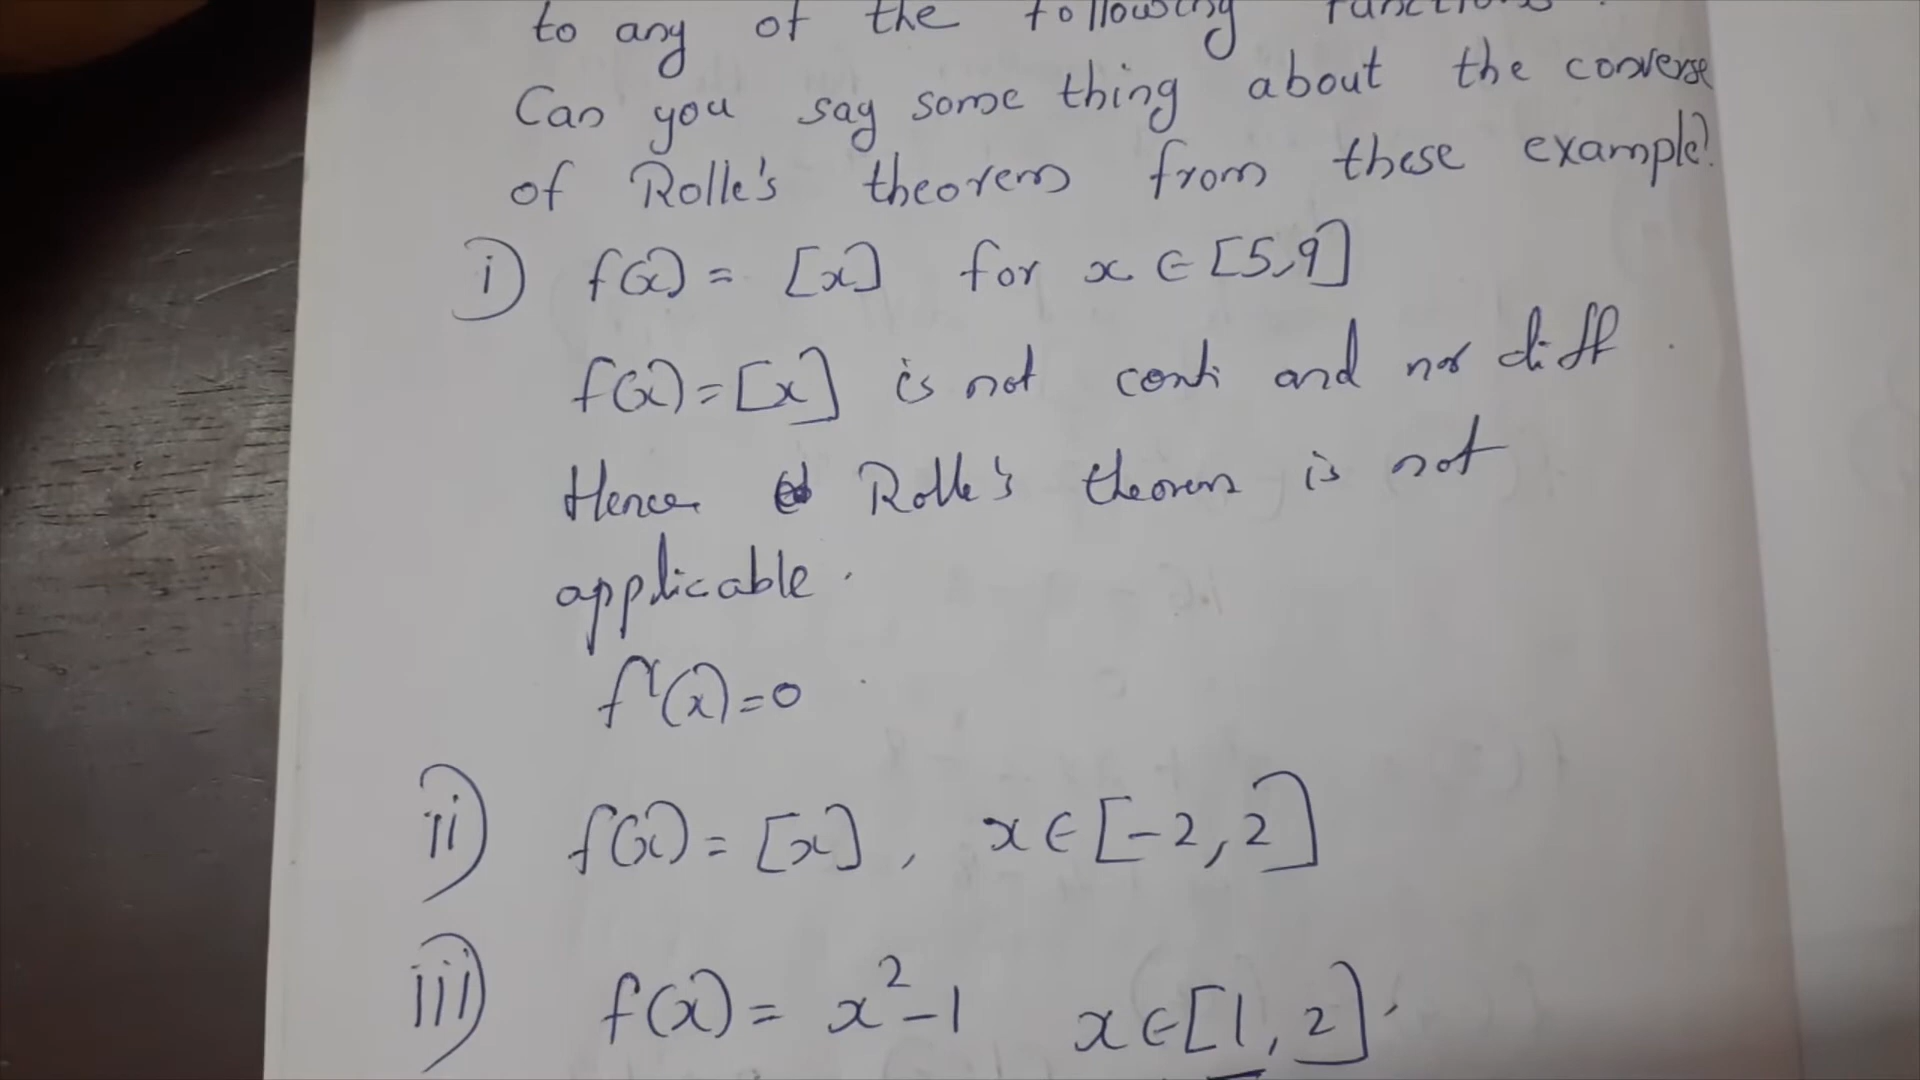 to any of the following functions.
Can you say some thing about the converse
of Rolle's theorem from these example?
i) f(x) = [x] for x ∈ [5,9]
f(x) = [x] is not conti and not diff.
Hence Rolle's theorem is not
applicable.
f'(x) = 0
ii) f(x) = [x], x ∈ [-2, 2]
iii) f(x) = x² - 1 x ∈ [1, 2].